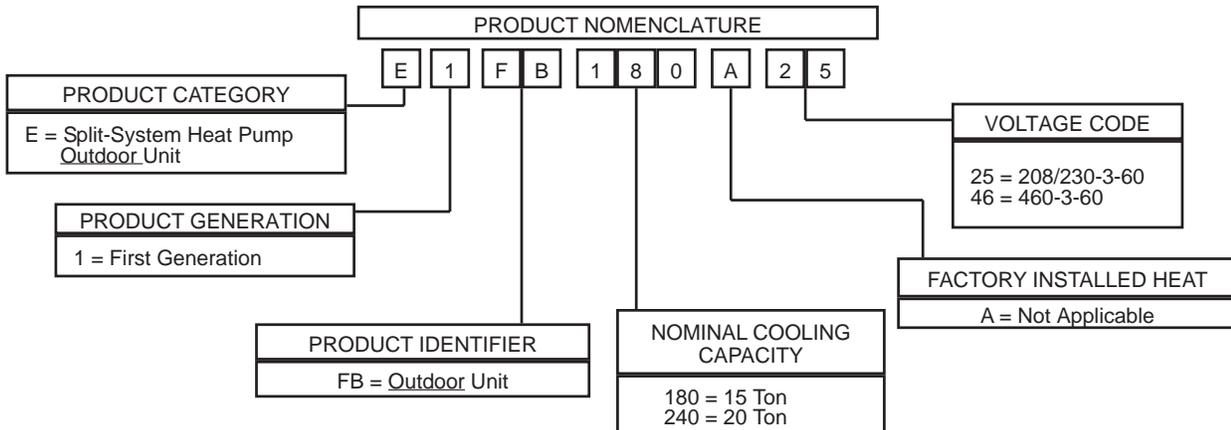 PRODUCT NOMENCLATURE
E 1 F B 1 8 0 A 2 5
PRODUCT CATEGORY
E = Split-System Heat Pump
Outdoor Unit
VOLTAGE CODE
25 = 208/230-3-60
46 = 460-3-60
PRODUCT GENERATION
1 = First Generation
FACTORY INSTALLED HEAT
A = Not Applicable
PRODUCT IDENTIFIER
FB = Outdoor Unit
NOMINAL COOLING
CAPACITY
180 = 15 Ton
240 = 20 Ton